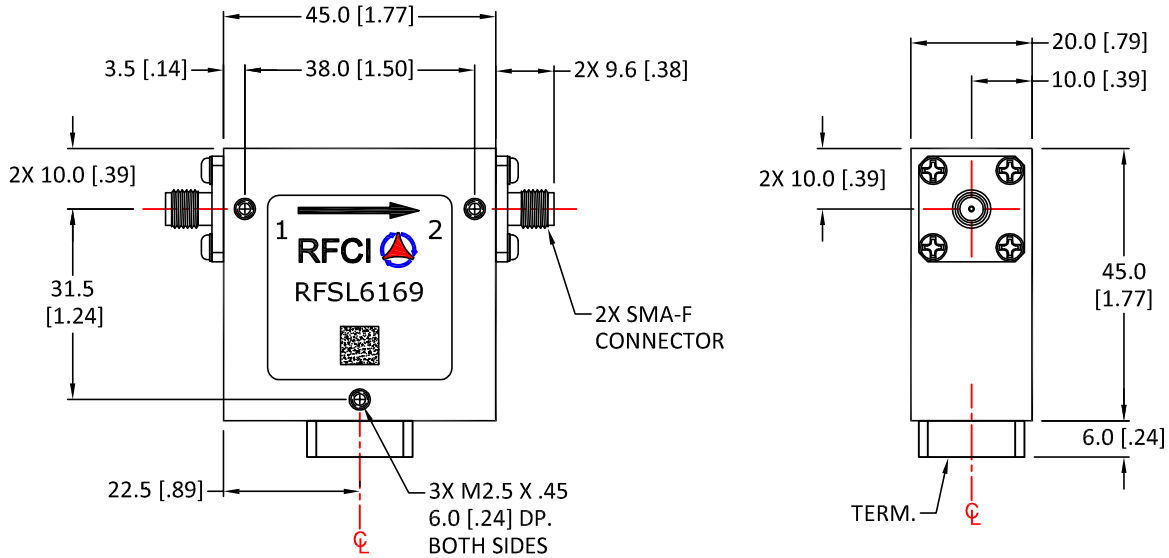 45.0 [1.77]
3.5 [.14]
38.0 [1.50]
2X 9.6 [.38]
2X 10.0 [.39]
31.5
[1.24]
1
2
RFCI
RFSL6169
2X SMA-F
CONNECTOR
22.5 [.89]
3X M2.5 X .45
6.0 [.24] DP.
BOTH SIDES
℄
20.0 [.79]
10.0 [.39]
2X 10.0 [.39]
45.0
[1.77]
6.0 [.24]
TERM.
℄